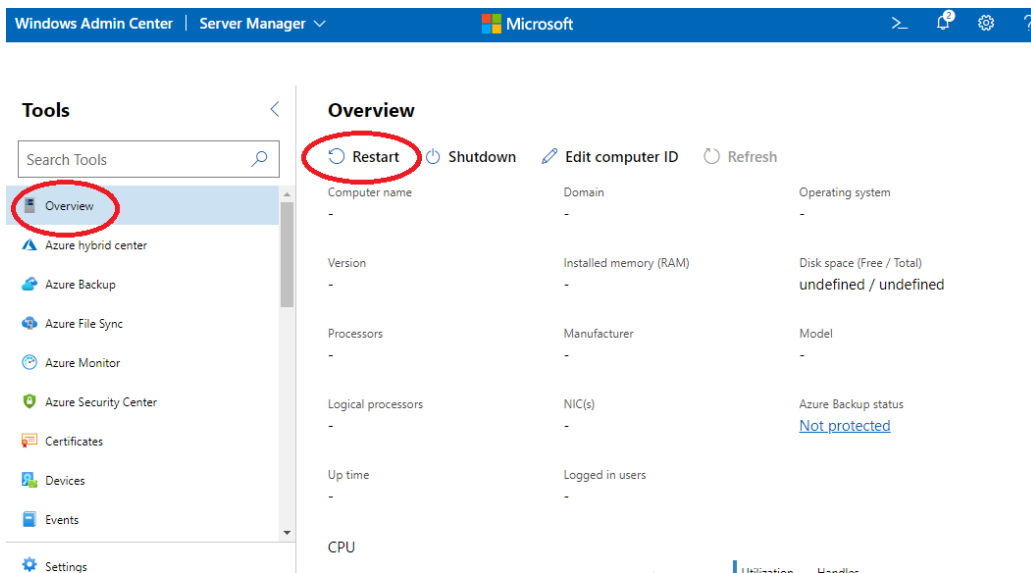 Windows Admin Center | Server Manager
Microsoft
>_
2
?
Tools
Overview
Search Tools
Restart
Shutdown
Edit computer ID
Refresh
Overview
Azure hybrid center
Azure Backup
Azure File Sync
Azure Monitor
Azure Security Center
Certificates
Devices
Events
Settings
Computer name
-
Domain
-
Operating system
-
Version
-
Installed memory (RAM)
-
Disk space (Free / Total)
undefined / undefined
Processors
-
Manufacturer
-
Model
-
Logical processors
-
NIC(s)
-
Azure Backup status
Not protected
Up time
-
Logged in users
-
CPU
Utilization
Handles